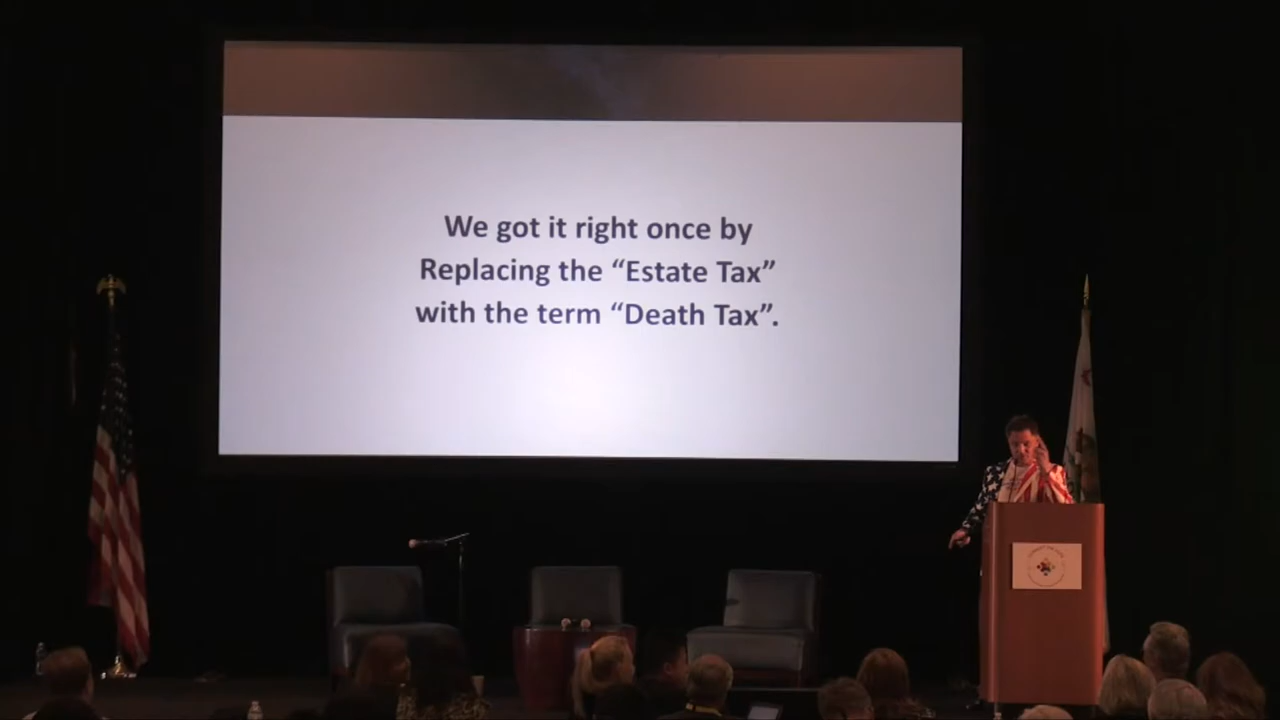 We got it right once by
Replacing the “Estate Tax”
with the term “Death Tax”.